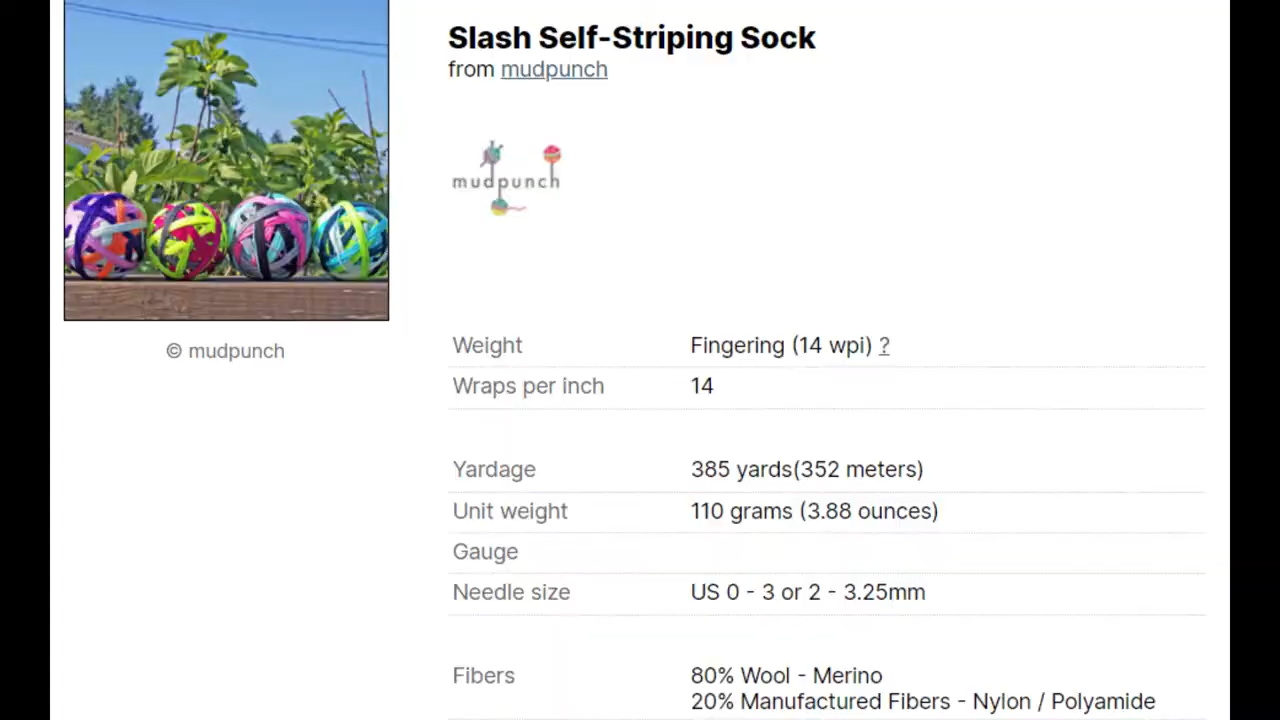 Slash Self-Striping Sock
from mudpunch
mudpunch
© mudpunch
Weight Fingering (14 wpi) ?
Wraps per inch 14
Yardage 385 yards(352 meters)
Unit weight 110 grams (3.88 ounces)
Gauge
Needle size US 0 - 3 or 2 - 3.25mm
Fibers 80% Wool - Merino
20% Manufactured Fibers - Nylon / Polyamide